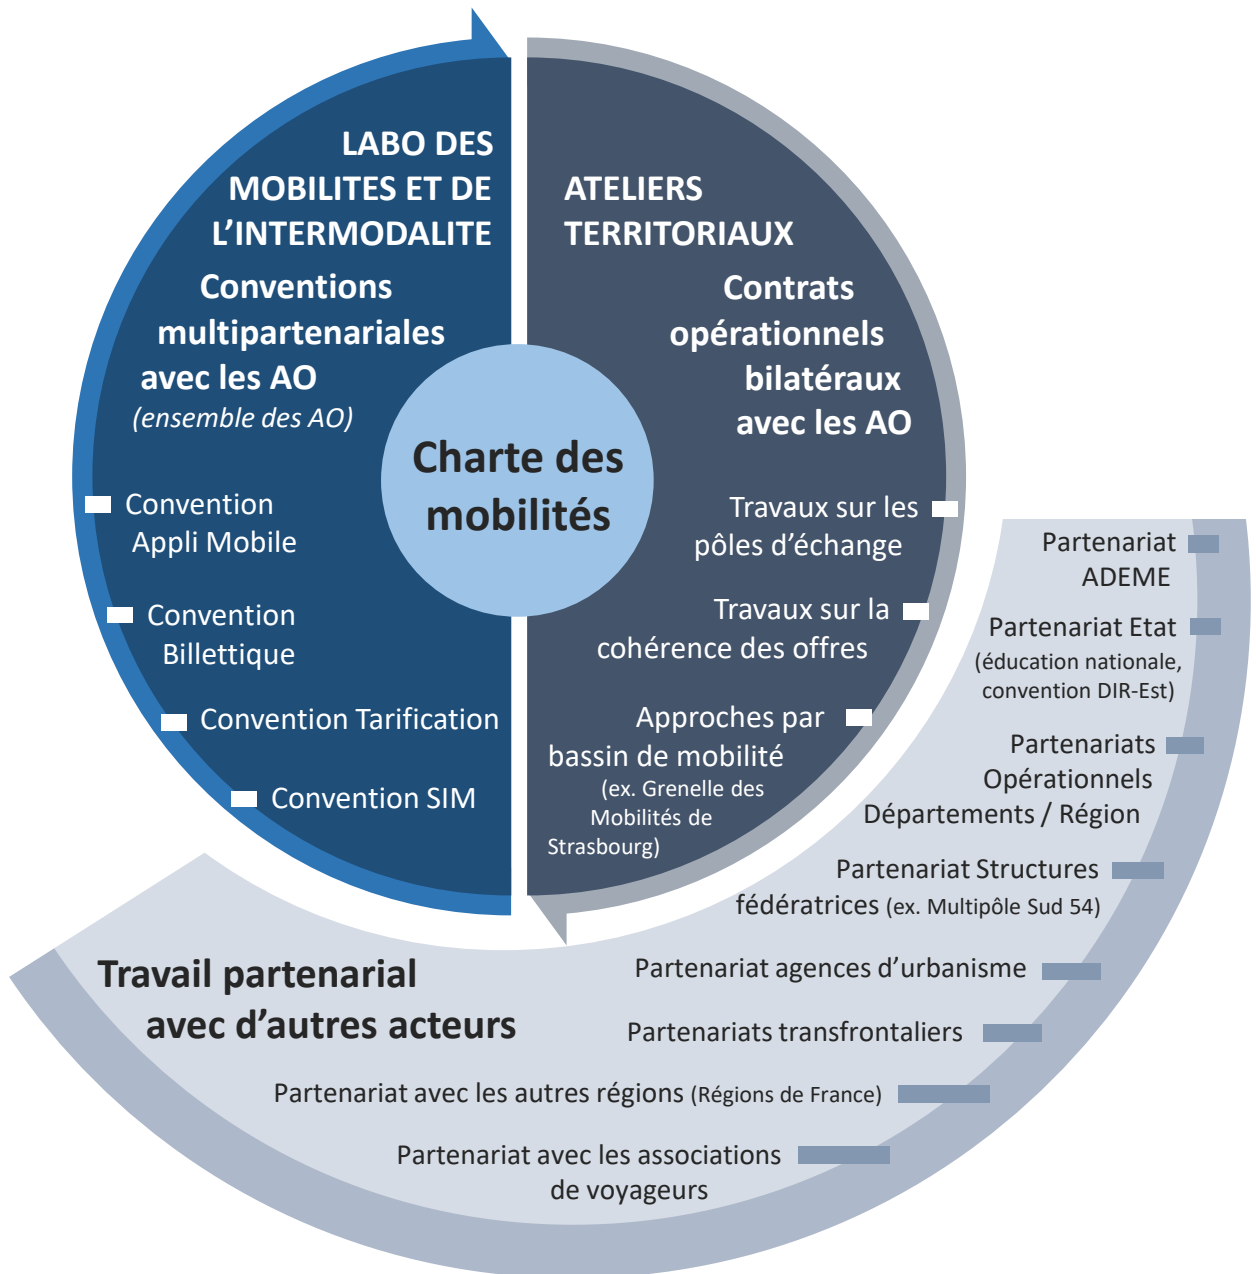 LABO DES
MOBILITES ET DE
L’INTERMODALITE
Conventions
multipartenariales
avec les AO
(ensemble des AO)
Convention
Appli Mobile
Convention
Billettique
Convention Tarification
Convention SIM
Charte des
mobilités
ATELIERS
TERRITORIAUX
Contrats
opérationnels
bilatéraux
avec les AO
Travaux sur les
pôles d’échange
Travaux sur la
cohérence des offres
Approches par
bassin de mobilité
(ex. Grenelle des
Mobilités de
Strasbourg)
Travail partenarial
avec d’autres acteurs
Partenariat
ADEME
Partenariat Etat
(éducation nationale,
convention DIR-Est)
Partenariats
Opérationnels
Départements / Région
Partenariat Structures
fédératrices (ex. Multipôle Sud 54)
Partenariat agences d’urbanisme
Partenariats transfrontaliers
Partenariat avec les autres régions (Régions de France)
Partenariat avec les associations
de voyageurs